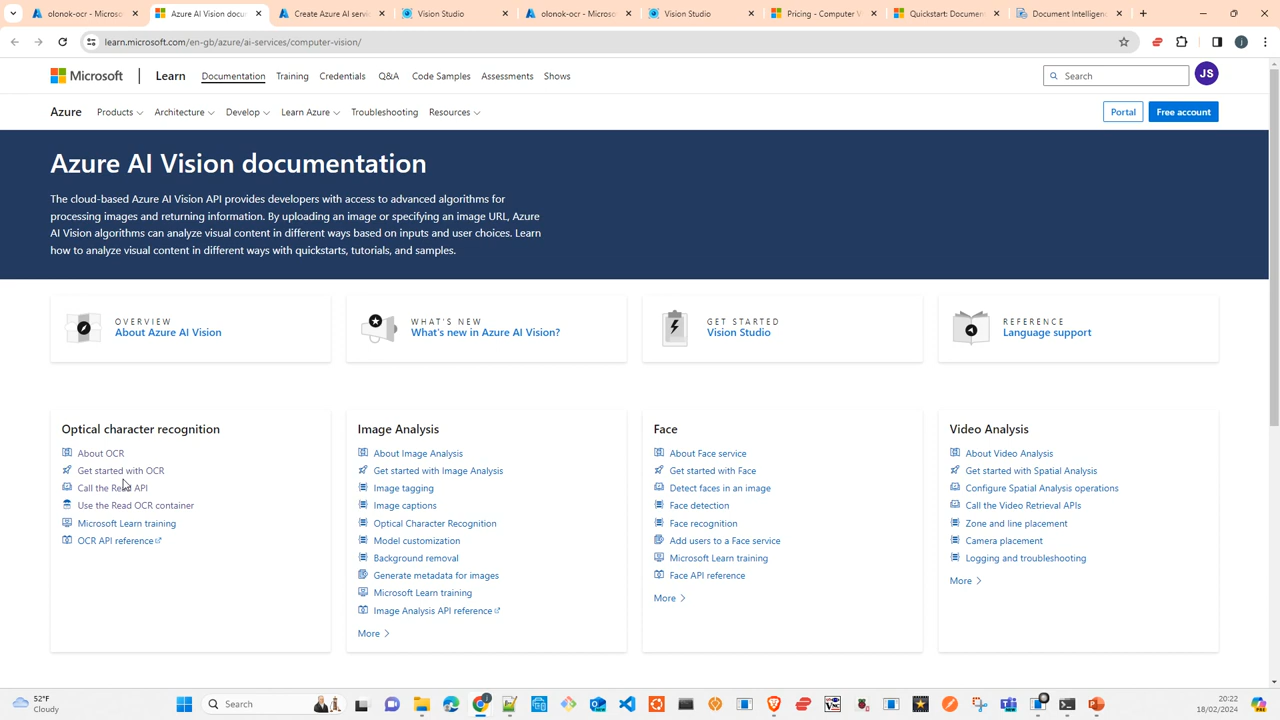 olonok-ocr - Microsoft A
Azure AI Vision docum
Create Azure AI service
Vision Studio
olonok-ocr - Microsoft A
Vision Studio
Pricing - Computer Vi
Quickstart: Document
Document Intelligence
learn.microsoft.com/en-gb/azure/ai-services/computer-vision/
Microsoft
Learn
Documentation
Training
Credentials
Q&A
Code Samples
Assessments
Shows
Search
JS
Azure
Products
Architecture
Develop
Learn Azure
Troubleshooting
Resources
Portal
Free account
Azure AI Vision documentation
The cloud-based Azure AI Vision API provides developers with access to advanced algorithms for
processing images and returning information. By uploading an image or specifying an image URL, Azure
AI Vision algorithms can analyze visual content in different ways based on inputs and user choices. Learn
how to analyze visual content in different ways with quickstarts, tutorials, and samples.
OVERVIEW
About Azure AI Vision
WHAT'S NEW
What's new in Azure AI Vision?
GET STARTED
Vision Studio
REFERENCE
Language support
Optical character recognition
About OCR
Get started with OCR
Call the Read API
Use the Read OCR container
Microsoft Learn training
OCR API reference
Image Analysis
About Image Analysis
Get started with Image Analysis
Image tagging
Image captions
Optical Character Recognition
Model customization
Background removal
Generate metadata for images
Microsoft Learn training
Image Analysis API reference
More
Face
About Face service
Get started with Face
Detect faces in an image
Face detection
Face recognition
Add users to a Face service
Microsoft Learn training
Face API reference
More
Video Analysis
About Video Analysis
Get started with Spatial Analysis
Configure Spatial Analysis operations
Call the Video Retrieval APIs
Zone and line placement
Camera placement
Logging and troubleshooting
More
52°F
Cloudy
Search
20:22
18/02/2024